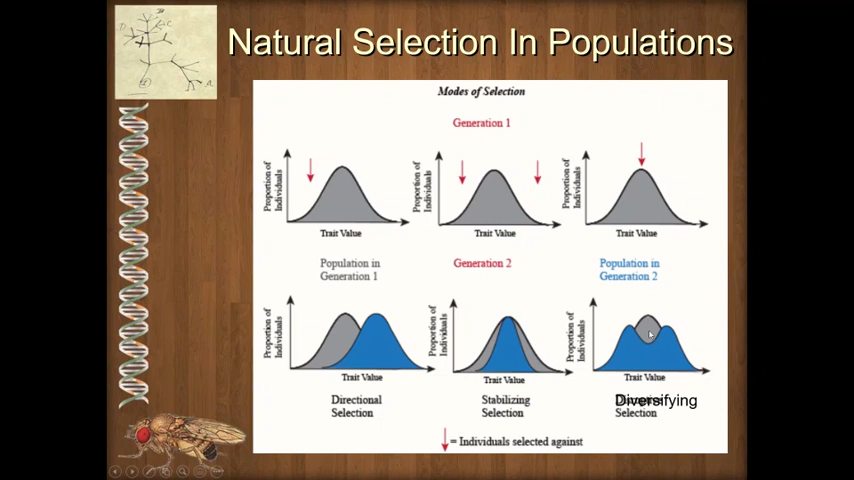 Natural Selection In Populations
Modes of Selection
Generation 1
Proportion of
Individuals
Trait Value
Proportion of
Individuals
Trait Value
Proportion of
Individuals
Trait Value
Population in
Generation 1
Generation 2
Population in
Generation 2
Proportion of
Individuals
Trait Value
Proportion of
Individuals
Trait Value
Proportion of
Individuals
Trait Value
Directional
Selection
Stabilizing
Selection
Diversifying
Selection
= Individuals selected against